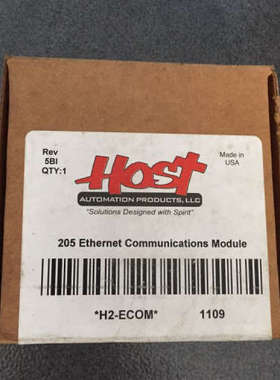 Rev
5BI
QTY:1
Host
AUTOMATION PRODUCTS, LLC
"Solutions Designed with Spirit"
Made in
USA
205 Ethernet Communications Module
*H2-ECOM* 1109